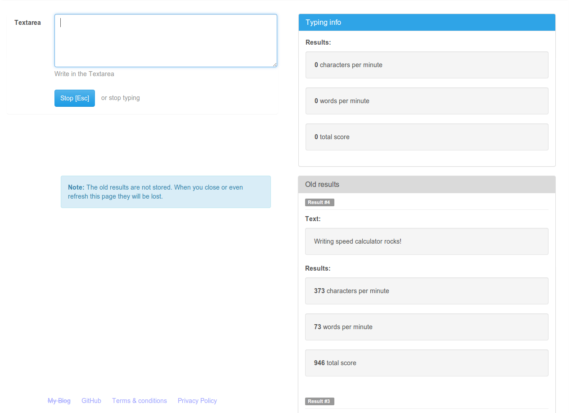 Textarea
Write in the Textarea
Stop [Esc] or stop typing
Note: The old results are not stored. When you close or even
refresh this page they will be lost.
My Blog GitHub Terms & conditions Privacy Policy
Typing info
Results:
0 characters per minute
0 words per minute
0 total score
Old results
Result #4
Text:
Writing speed calculator rocks!
Results:
373 characters per minute
73 words per minute
946 total score
Result #3